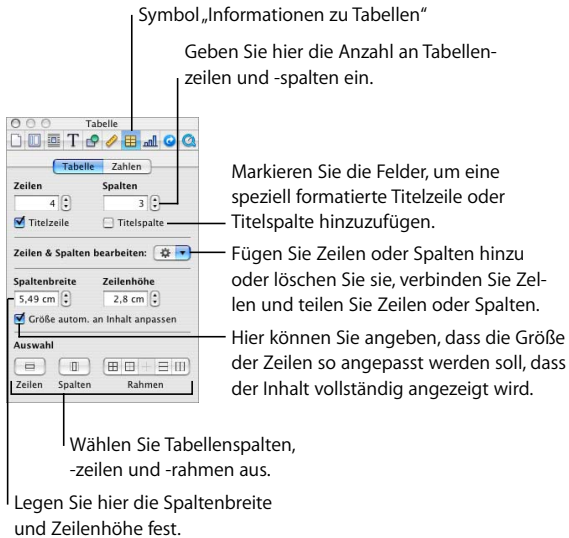 Symbol „Informationen zu Tabellen“
Geben Sie hier die Anzahl an Tabellen-
zeilen und -spalten ein.
Tabelle
Tabelle Zahlen
Zeilen Spalten
4 3
Titelzeile Titelspalte
Zeilen & Spalten bearbeiten:
Spaltenbreite Zeilenhöhe
5,49 cm 2,8 cm
Größe autom. an Inhalt anpassen
Auswahl
Zeilen Spalten Rahmen
Markieren Sie die Felder, um eine
speziell formatierte Titelzeile oder
Titelspalte hinzuzufügen.
Fügen Sie Zeilen oder Spalten hinzu
oder löschen Sie sie, verbinden Sie Zel-
len und teilen Sie Zeilen oder Spalten.
Hier können Sie angeben, dass die Größe
der Zeilen so angepasst werden soll, dass
der Inhalt vollständig angezeigt wird.
Wählen Sie Tabellenspalten,
-zeilen und -rahmen aus.
Legen Sie hier die Spaltenbreite
und Zeilenhöhe fest.